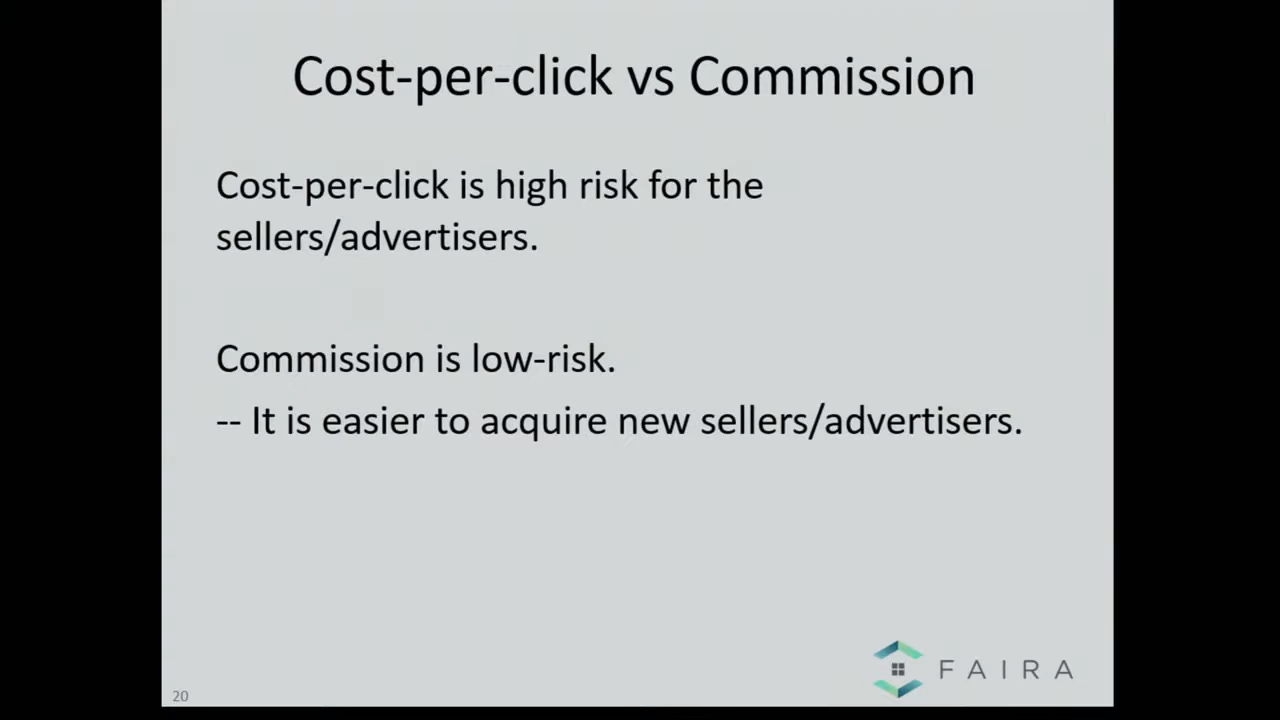 Cost-per-click vs Commission
Cost-per-click is high risk for the
sellers/advertisers.
Commission is low-risk.
-- It is easier to acquire new sellers/advertisers.
FAIRA
20